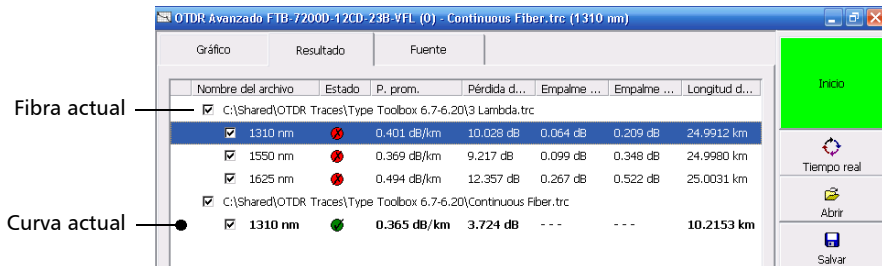 OTDR Avanzado FTB-7200D-12CD-23B-VFL (0) - Continuous Fiber.trc (1310 nm)
Gráfico Resultado Fuente
Inicio
Nombre del archivo Estado P. prom. Pérdida d... Empalme ... Empalme ... Longitud d...
Fibra actual
C:\Shared\OTDR Traces\Type Toolbox 6.7-6.20\3 Lambda.trc
1310 nm 0.401 dB/km 10.028 dB 0.064 dB 0.209 dB 24.9912 km
1550 nm 0.369 dB/km 9.217 dB 0.099 dB 0.348 dB 24.9980 km
Tiempo real
1625 nm 0.494 dB/km 12.357 dB 0.267 dB 0.522 dB 25.0031 km
C:\Shared\OTDR Traces\Type Toolbox 6.7-6.20\Continuous Fiber.trc
Abrir
Curva actual
1310 nm 0.365 dB/km 3.724 dB - - - - - - 10.2153 km
Salvar